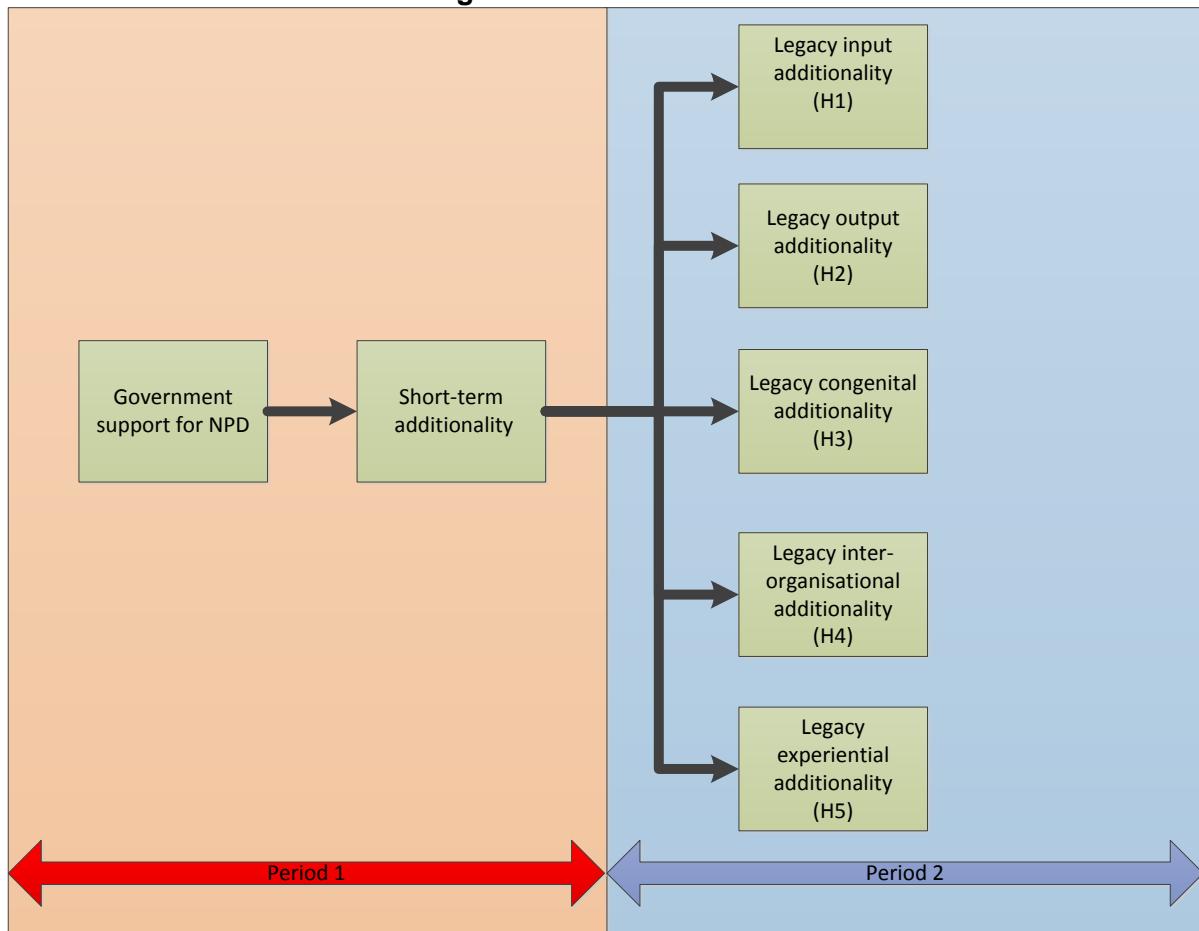 Legacy input
additionality
(H1)
Legacy output
additionality
(H2)
Government
support for NPD
Short-term
additionality
Legacy congenital
additionality
(H3)
Legacy inter-
organisational
additionality
(H4)
Legacy
experiential
additionality
(H5)
Period 1
Period 2